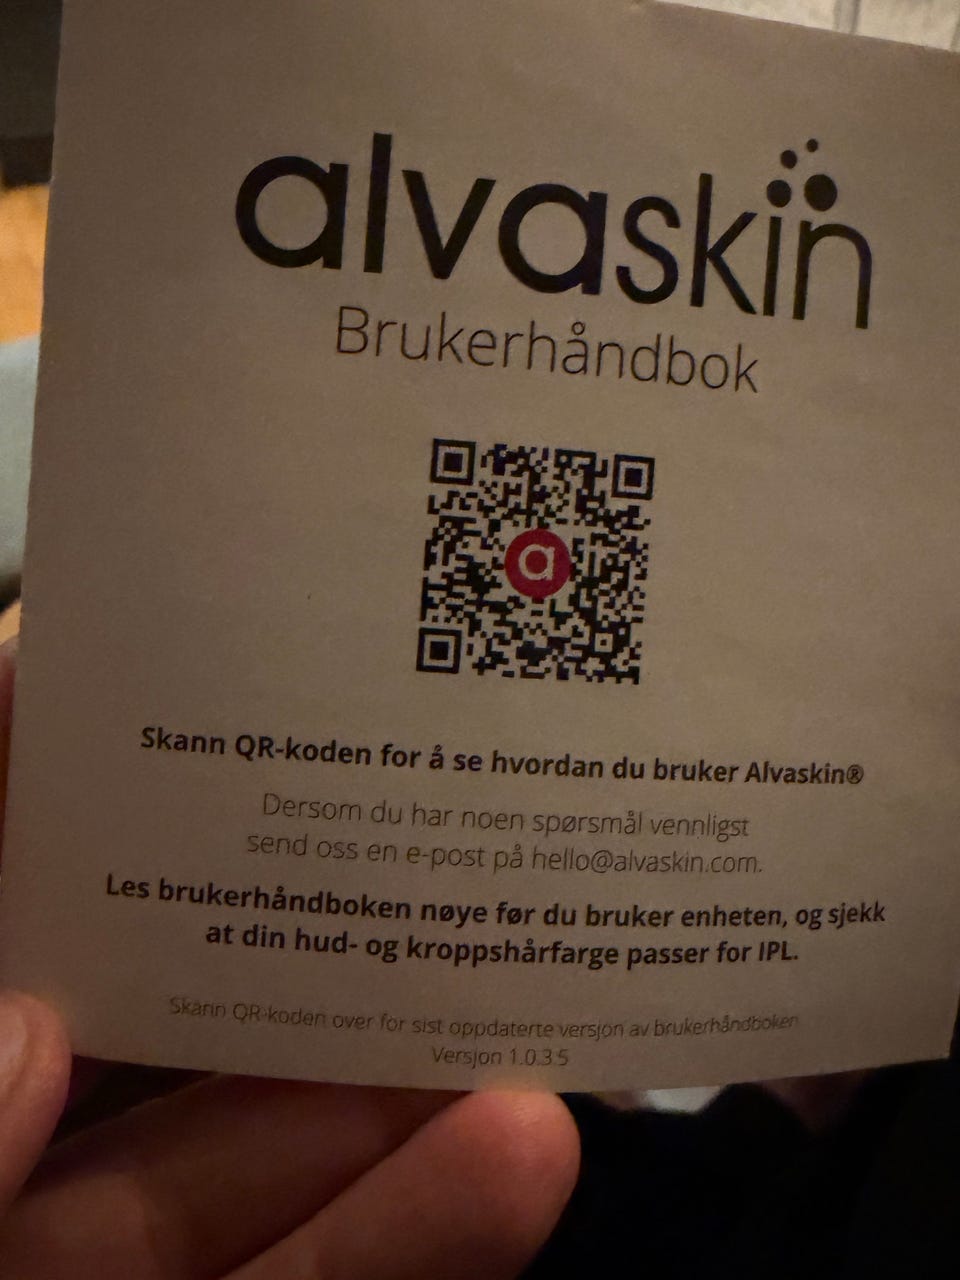 alvaskin
Brukerhåndbok
a
Skann QR-koden for å se hvordan du bruker Alvaskin®
Dersom du har noen spørsmål vennligst
send oss en e-post på hello@alvaskin.com.
Les brukerhåndboken nøye før du bruker enheten, og sjekk
at din hud- og kroppshårfarge passer for IPL.
Skann QR-koden over for sist oppdaterte versjon av brukerhåndboken
Versjon 1.0.3.5